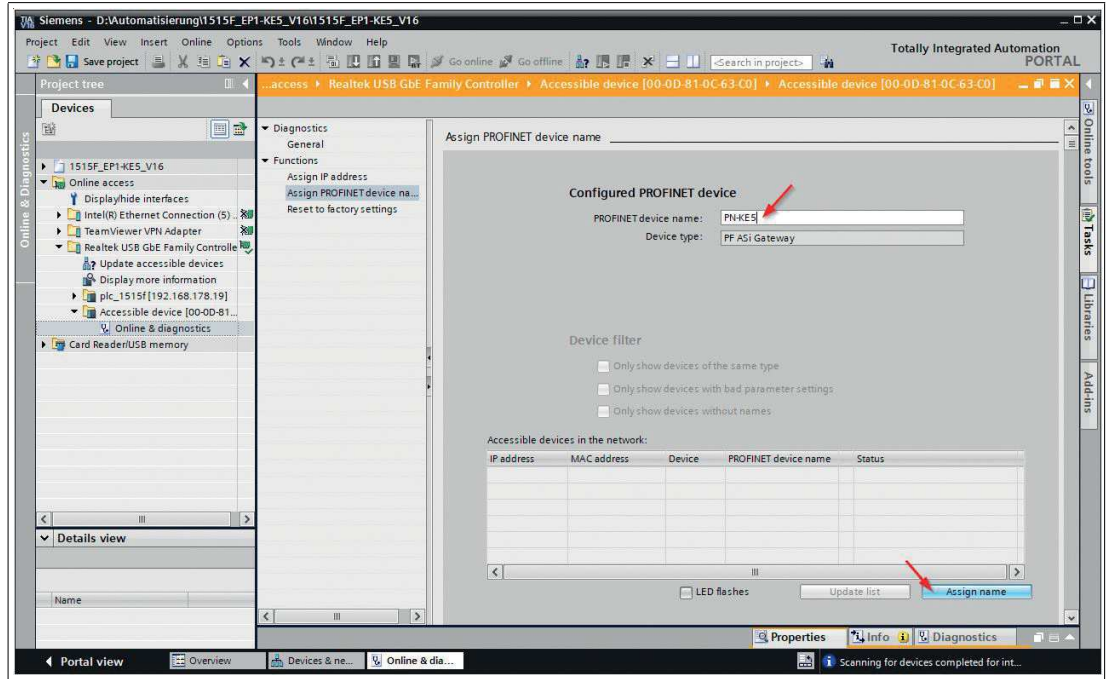 Siemens - D:\Automatisierung\1515F_EP1-KE5_V16\1515F_EP1-KE5_V16
Project Edit View Insert Online Options Tools Window Help
Totally Integrated Automation
PORTAL
Save project
Go online Go offline
<Search in project>
Project tree
...access Realtek USB GbE Family Controller Accessible device [00-0D-81-0C-63-C0] Accessible device [00-0D-81-0C-63-C0]
Devices
1515F_EP1-KE5_V16
Online access
Display/hide interfaces
Intel(R) Ethernet Connection (5) ..
TeamViewer VPN Adapter
Realtek USB GbE Family Controlle
Update accessible devices
Display more information
plc_1515f [192.168.178.19]
Accessible device [00-0D-81...
Online & diagnostics
Card Reader/USB memory
Details view
Name
Online & Diagnostics
Diagnostics
General
Functions
Assign IP address
Assign PROFINET device na...
Reset to factory settings
Assign PROFINET device name
Configured PROFINET device
PROFINET device name: PN-KE5
Device type: PF ASi Gateway
Device filter
Only show devices of the same type
Only show devices with bad parameter settings
Only show devices without names
Accessible devices in the network:
IP address MAC address Device PROFINET device name Status
LED flashes Update list Assign name
Online tools
Tasks
Libraries
Add-ins
Properties Info Diagnostics
Portal view Overview Devices & ne... Online & dia... Scanning for devices completed for int...